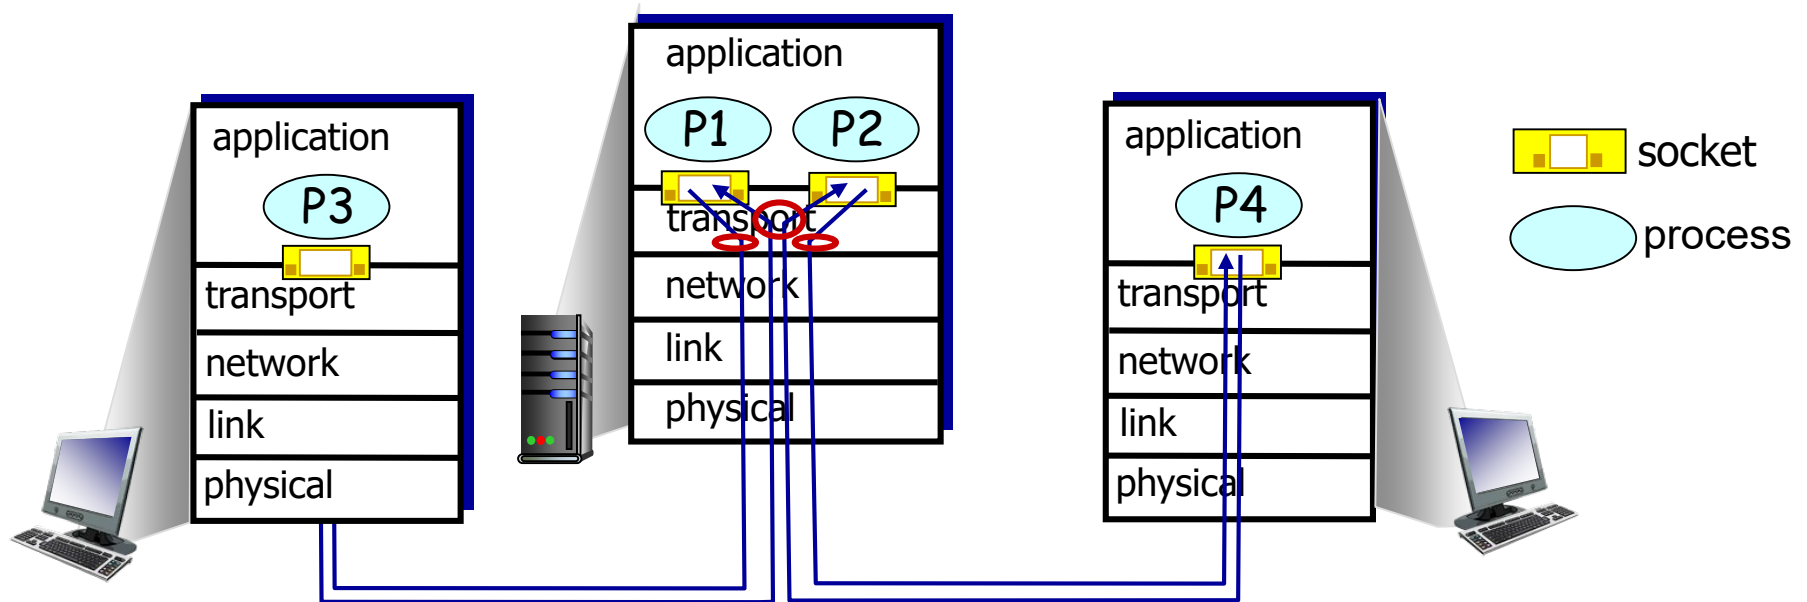 application
P3
transport
network
link
physical
application
P1 P2
transport
network
link
physical
application
P4
transport
network
link
physical
socket
process